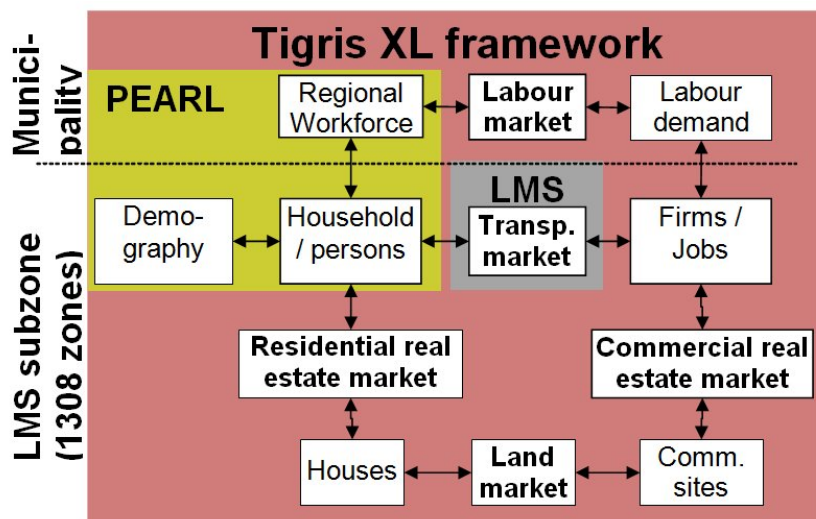 Tigris XL framework
Munici-
pality
PEARL
Regional
Workforce
Labour
market
Labour
demand
LMS subzone
(1308 zones)
Demo-
graphy
Household
/ persons
LMS
Transp.
market
Firms /
Jobs
Residential real
estate market
Commercial real
estate market
Houses
Land
market
Comm.
sites